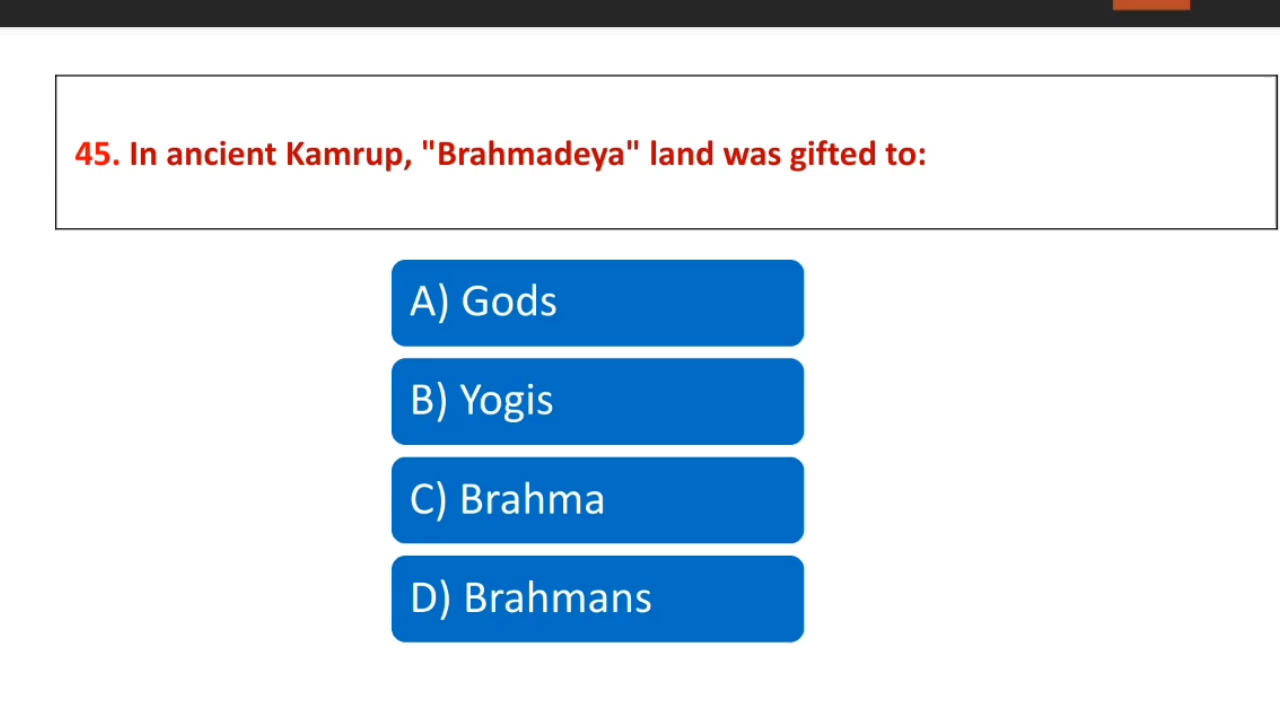 45. In ancient Kamrup, "Brahmadeya" land was gifted to:
A) Gods
B) Yogis
C) Brahma
D) Brahmans